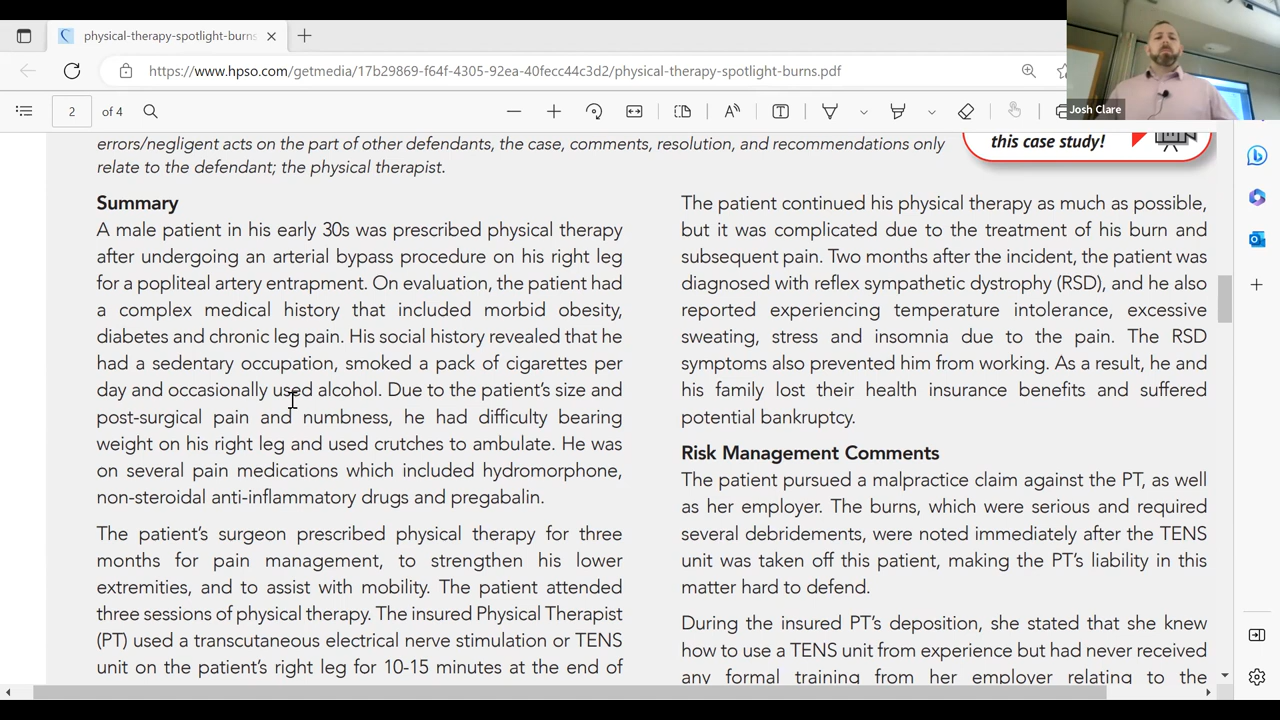 physical-therapy-spotlight-burns
https://www.hpso.com/getmedia/17b29869-f64f-4305-92ea-40fecc44c3d2/physical-therapy-spotlight-burns.pdf
2 of 4
Josh Clare
errors/negligent acts on the part of other defendants, the case, comments, resolution, and recommendations only
relate to the defendant; the physical therapist.
this case study!
Summary
A male patient in his early 30s was prescribed physical therapy
after undergoing an arterial bypass procedure on his right leg
for a popliteal artery entrapment. On evaluation, the patient had
a complex medical history that included morbid obesity,
diabetes and chronic leg pain. His social history revealed that he
had a sedentary occupation, smoked a pack of cigarettes per
day and occasionally used alcohol. Due to the patient's size and
post-surgical pain and numbness, he had difficulty bearing
weight on his right leg and used crutches to ambulate. He was
on several pain medications which included hydromorphone,
non-steroidal anti-inflammatory drugs and pregabalin.
The patient's surgeon prescribed physical therapy for three
months for pain management, to strengthen his lower
extremities, and to assist with mobility. The patient attended
three sessions of physical therapy. The insured Physical Therapist
(PT) used a transcutaneous electrical nerve stimulation or TENS
unit on the patient's right leg for 10-15 minutes at the end of
The patient continued his physical therapy as much as possible,
but it was complicated due to the treatment of his burn and
subsequent pain. Two months after the incident, the patient was
diagnosed with reflex sympathetic dystrophy (RSD), and he also
reported experiencing temperature intolerance, excessive
sweating, stress and insomnia due to the pain. The RSD
symptoms also prevented him from working. As a result, he and
his family lost their health insurance benefits and suffered
potential bankruptcy.
Risk Management Comments
The patient pursued a malpractice claim against the PT, as well
as her employer. The burns, which were serious and required
several debridements, were noted immediately after the TENS
unit was taken off this patient, making the PT's liability in this
matter hard to defend.
During the insured PT's deposition, she stated that she knew
how to use a TENS unit from experience but had never received
any formal training from her employer relating to the